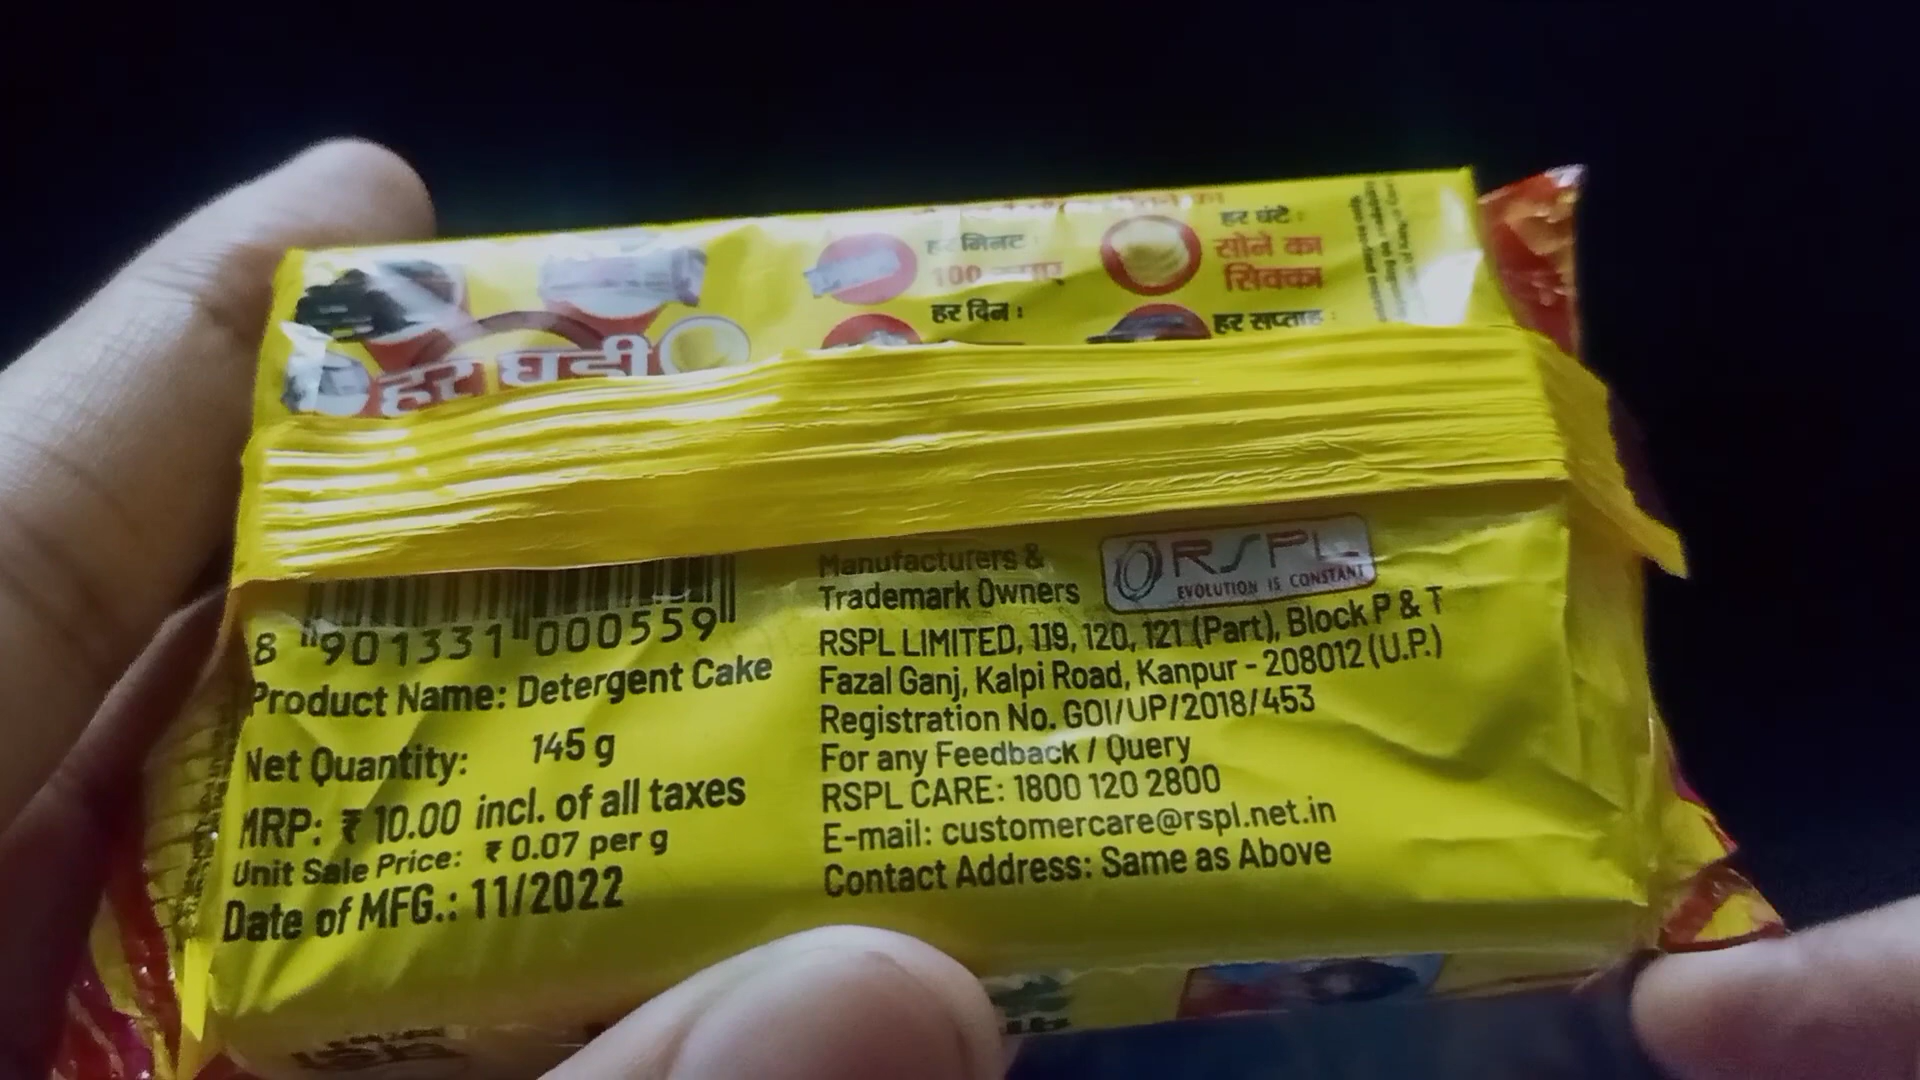 हर मिनट
100
हर घंटे :
सोने का
सिक्का
हर दिन :
हर सप्ताह :
हर घड़ी
8 901331 000559
Product Name: Detergent Cake
Net Quantity: 145 g
MRP: ₹ 10.00 incl. of all taxes
Unit Sale Price: ₹ 0.07 per g
Date of MFG.: 11/2022
Manufacturers &
Trademark Owners
RSPL
EVOLUTION IS CONSTANT
RSPL LIMITED, 119, 120, 121 (Part), Block P & T
Fazal Ganj, Kalpi Road, Kanpur - 208012 (U.P.)
Registration No. GOI/UP/2018/453
For any Feedback / Query
RSPL CARE: 1800 120 2800
E-mail: customercare@rspl.net.in
Contact Address: Same as Above